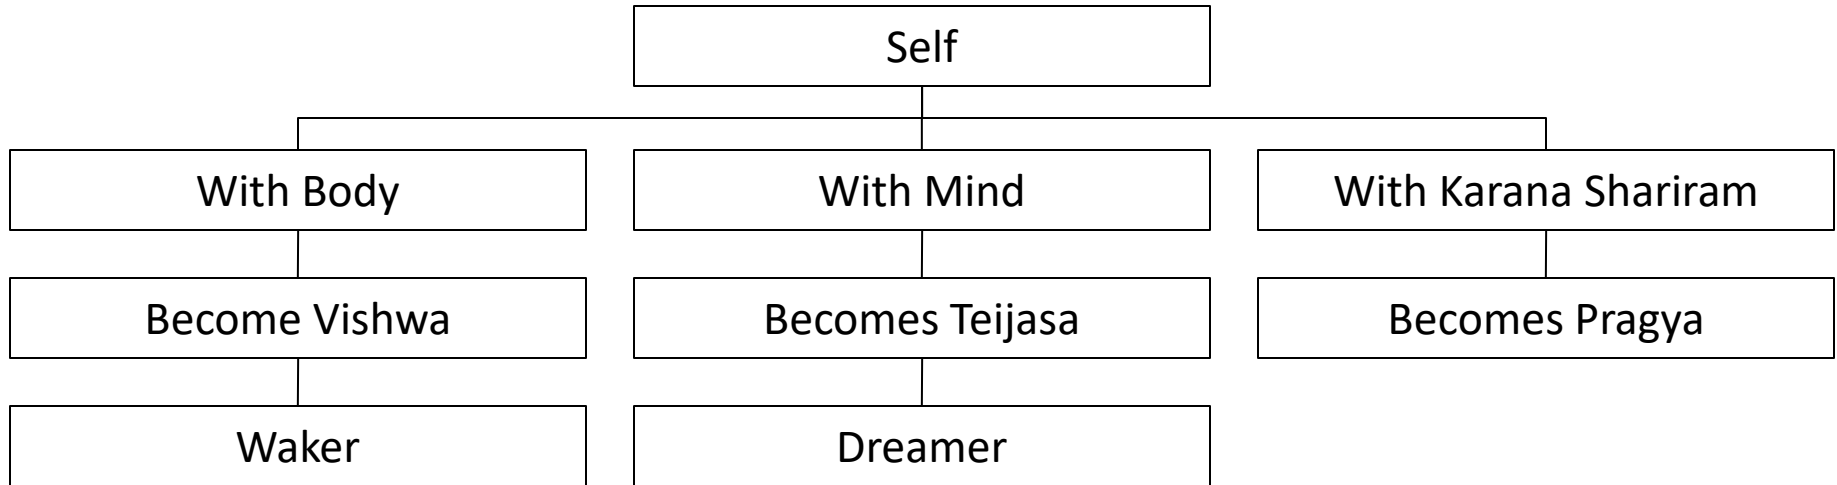 Self
With Body
With Mind
With Karana Shariram
Become Vishwa
Becomes Teijasa
Becomes Pragya
Waker
Dreamer